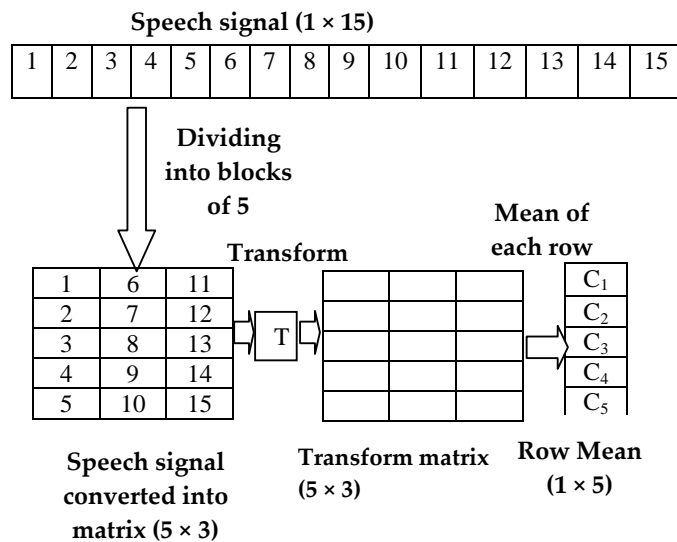 Speech signal (1 × 15)
1 2 3 4 5 6 7 8 9 10 11 12 13 14 15
Dividing
into blocks
of 5
Transform
Mean of
each row
1 6 11
2 7 12
3 8 13
4 9 14
5 10 15
T
C₁
C₂
C₃
C₄
C₅
Speech signal
converted into
matrix (5 × 3)
Transform matrix
(5 × 3)
Row Mean
(1 × 5)